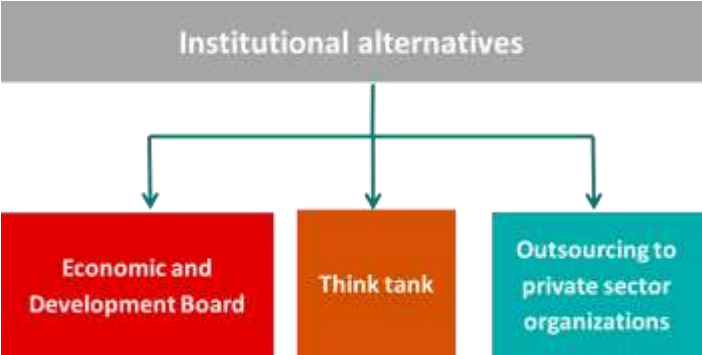 Institutional alternatives
Economic and
Development Board
Think tank
Outsourcing to
private sector
organizations